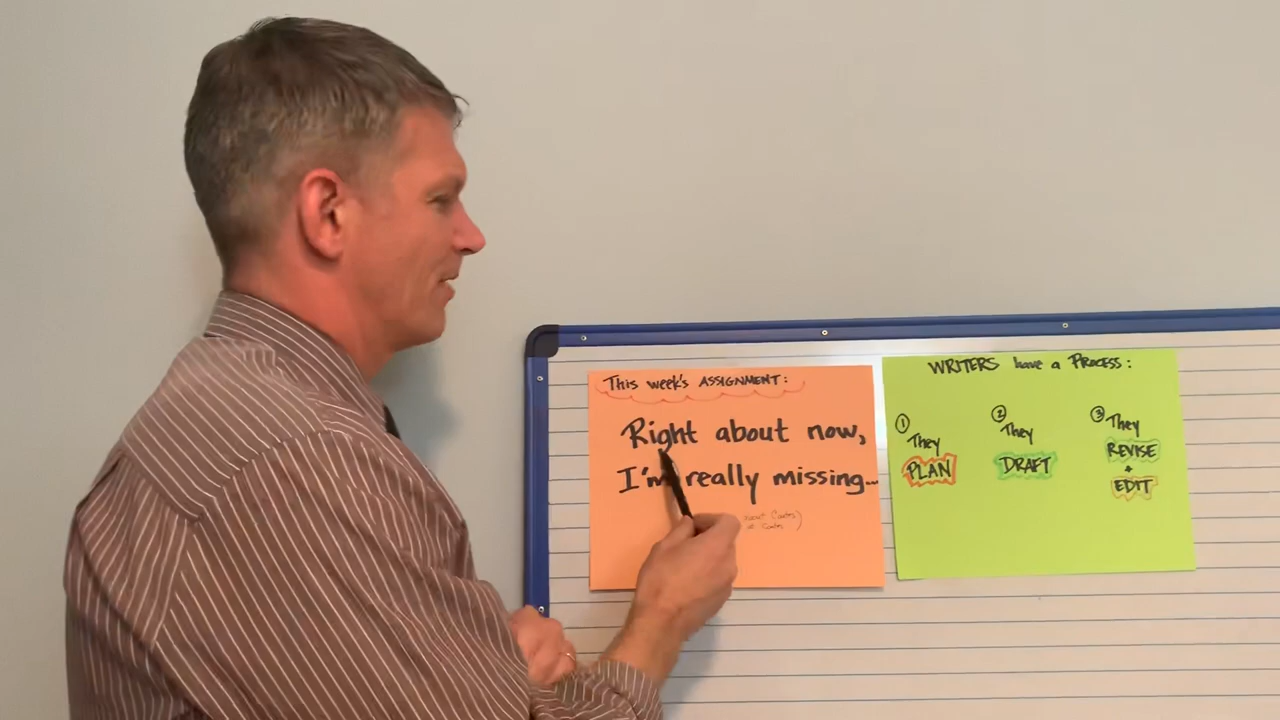 This week's ASSIGNMENT:
Right about now,
I'm really missing...
WRITERS have a PROCESS:
1 They PLAN
2 They DRAFT
3 They REVISE + EDIT